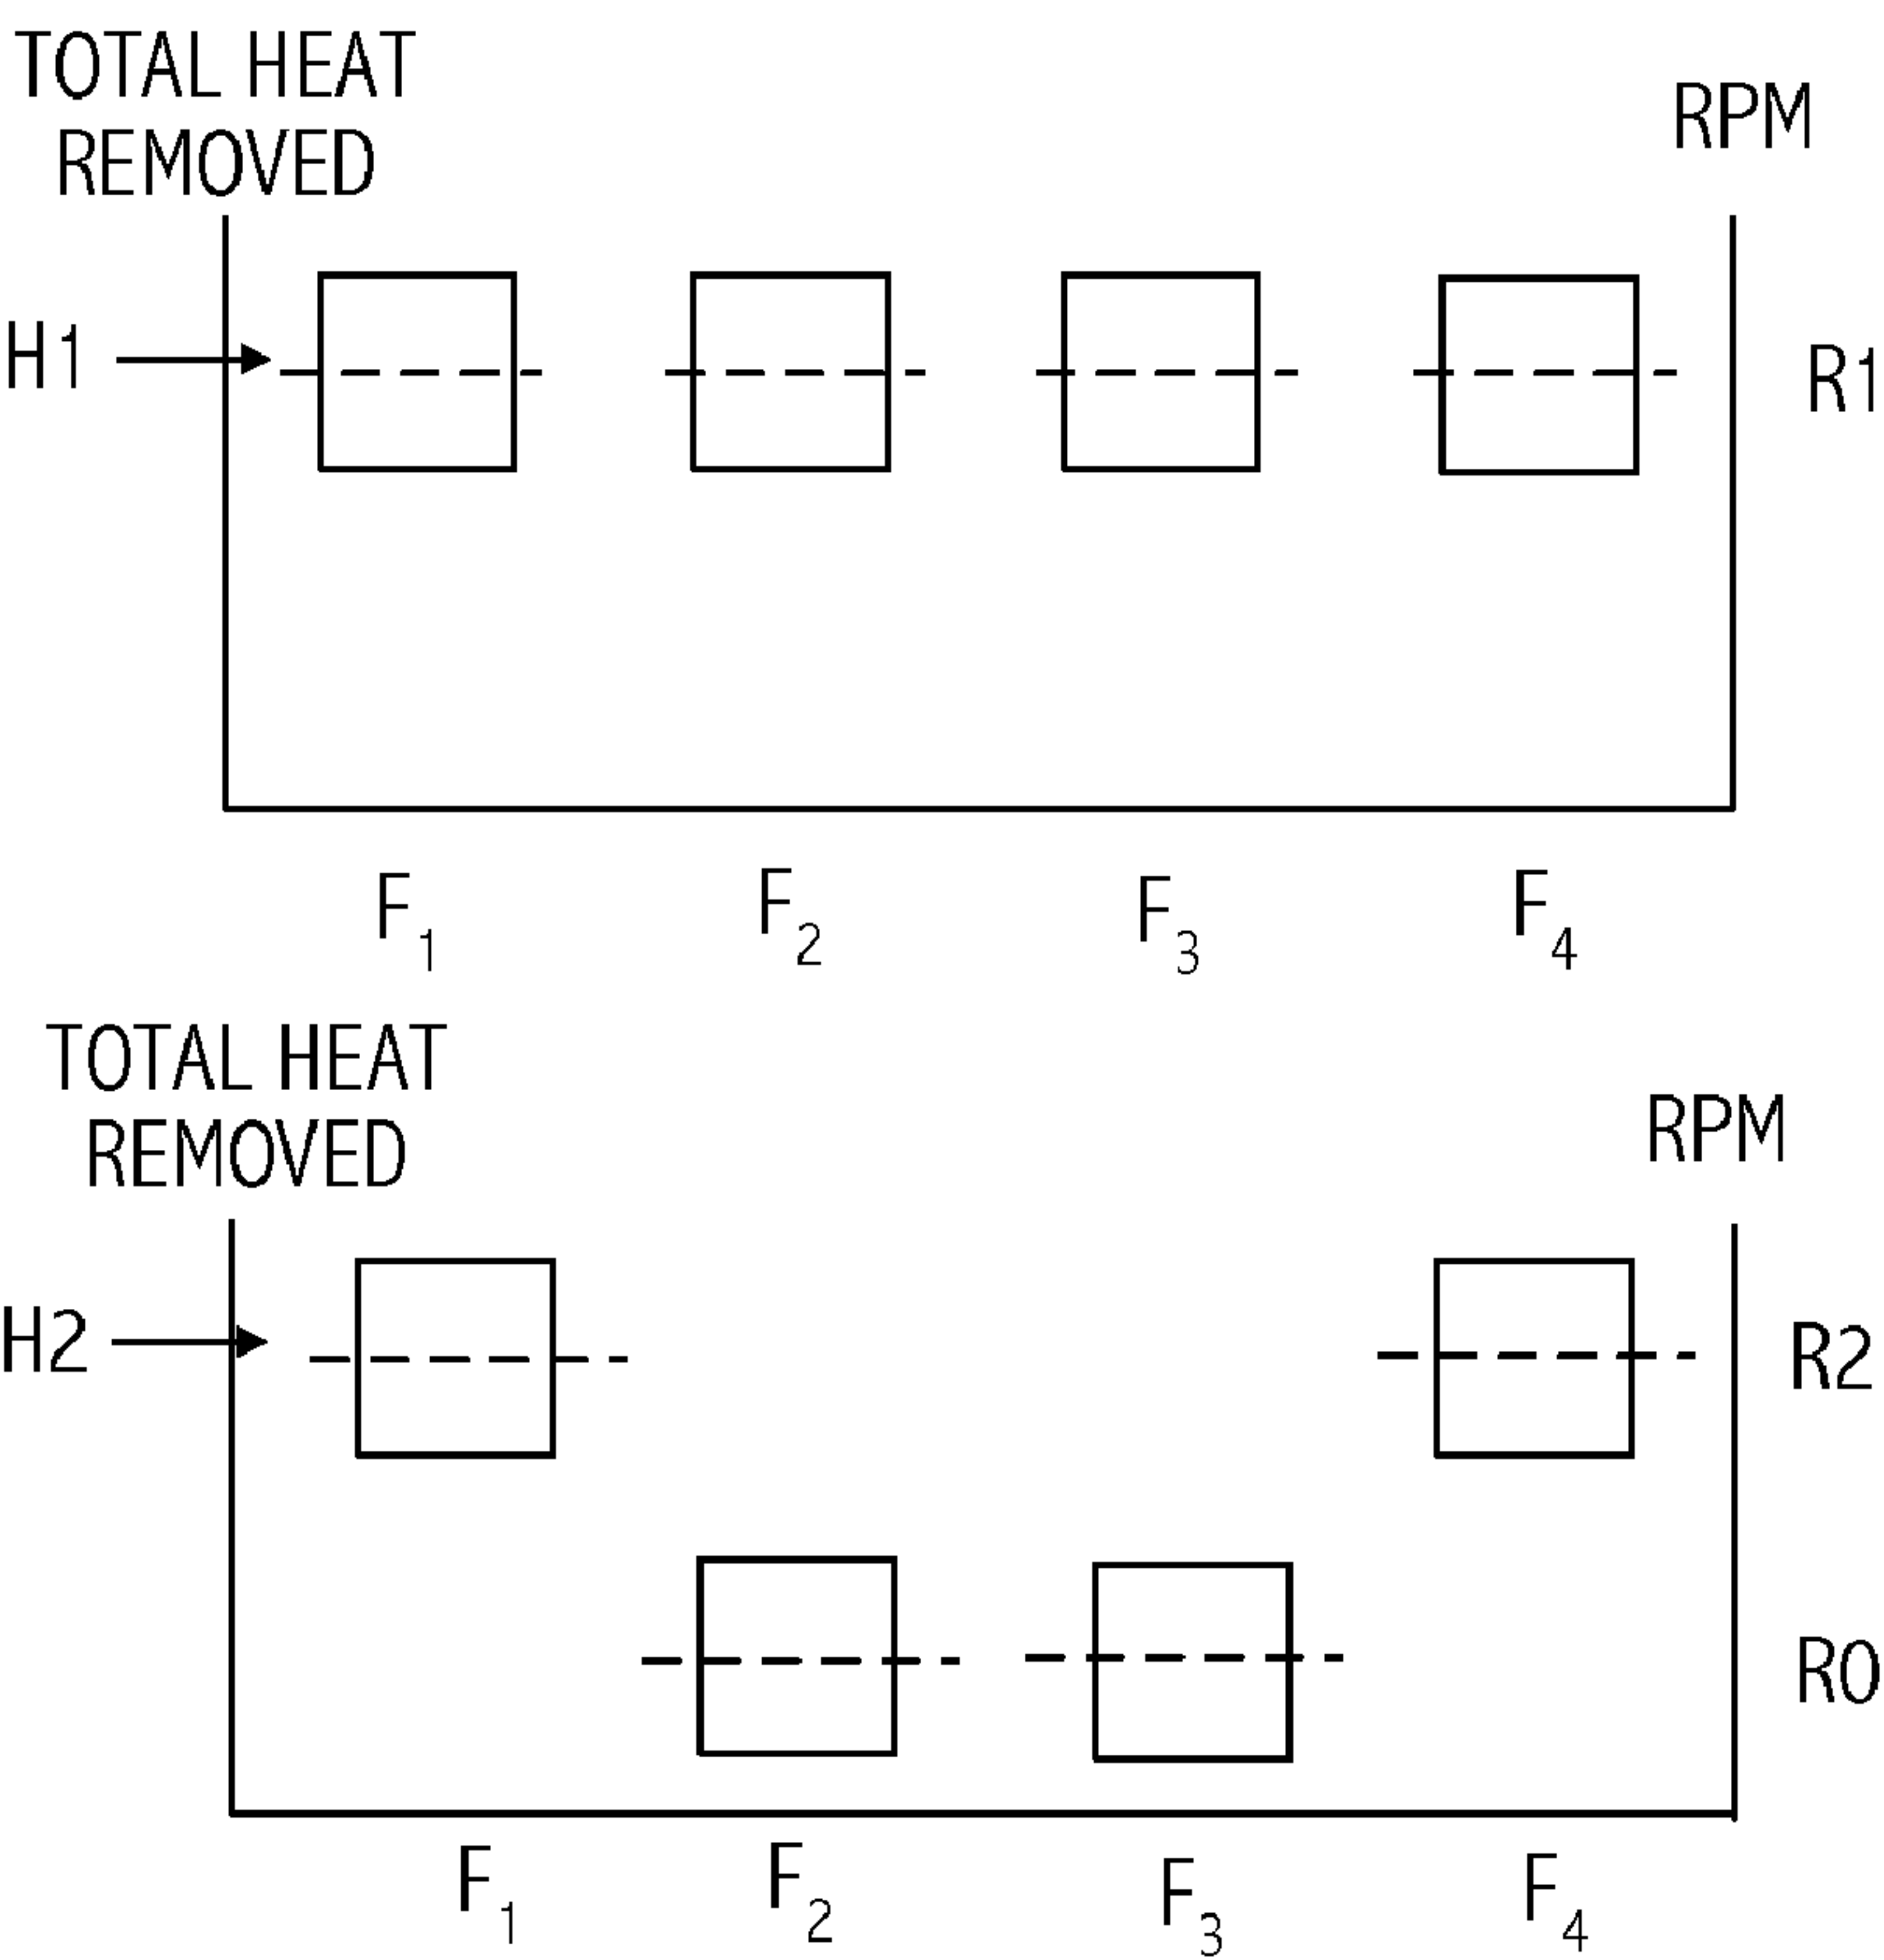 TOTAL HEAT
REMOVED
RPM
H1
R1
F1
F2
F3
F4
TOTAL HEAT
REMOVED
RPM
H2
R2
R0
F1
F2
F3
F4